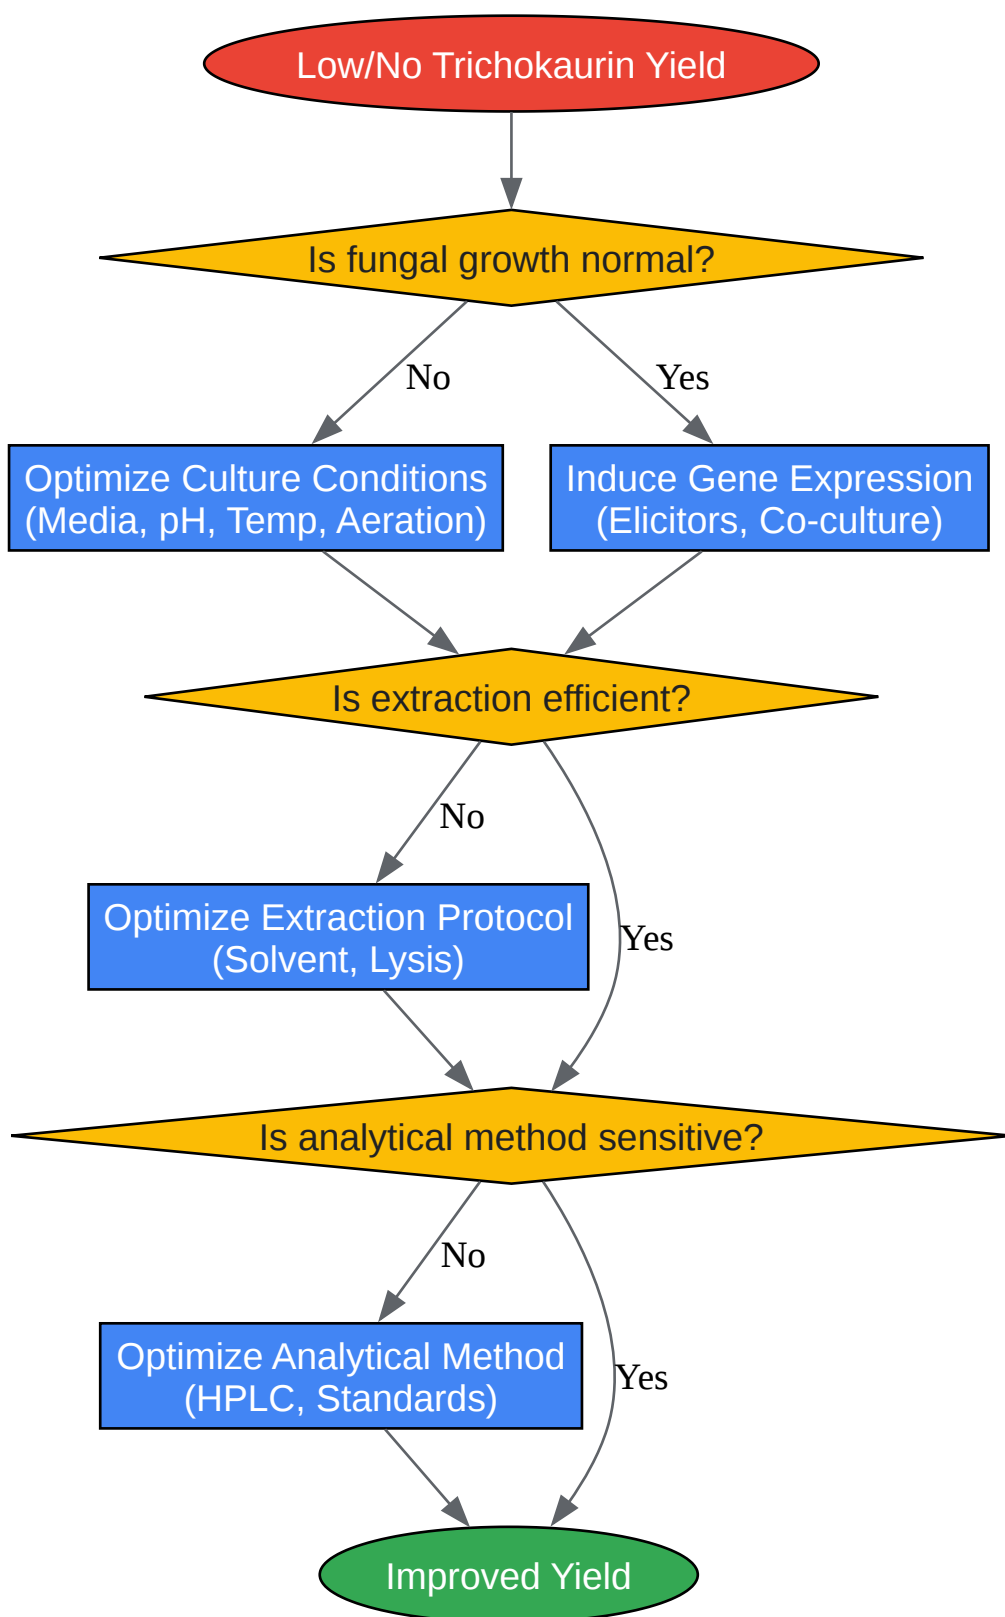 Low/No Trichokaurin Yield
Is fungal growth normal?
No
Yes
Optimize Culture Conditions
(Media, pH, Temp, Aeration)
Induce Gene Expression
(Elicitors, Co-culture)
Is extraction efficient?
No
Optimize Extraction Protocol
(Solvent, Lysis)
Yes
Is analytical method sensitive?
No
Optimize Analytical Method
(HPLC, Standards)
Yes
Improved Yield